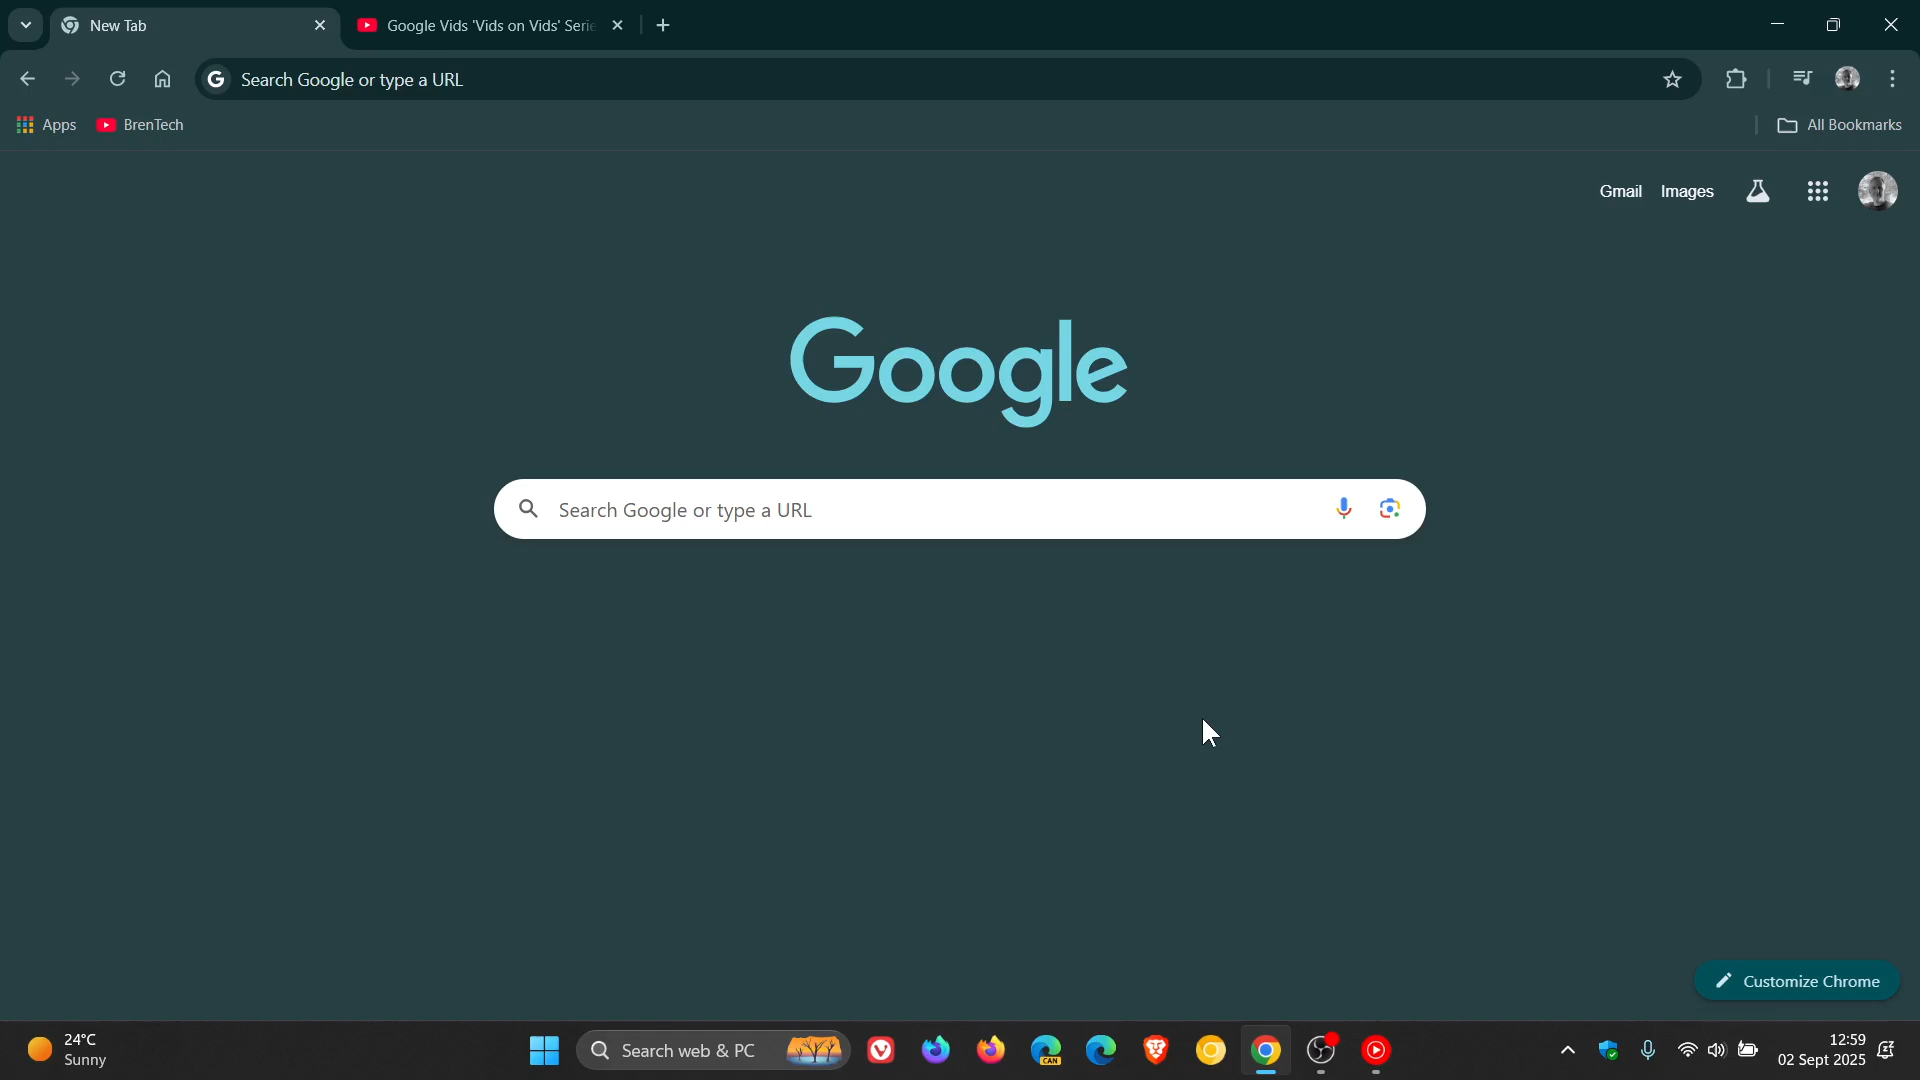 New Tab
Google Vids 'Vids on Vids' Serie
Search Google or type a URL
Apps
BrenTech
All Bookmarks
Gmail Images
Google
Search Google or type a URL
Customize Chrome
24°C
Sunny
Search web & PC
CAN
12:59
02 Sept 2025